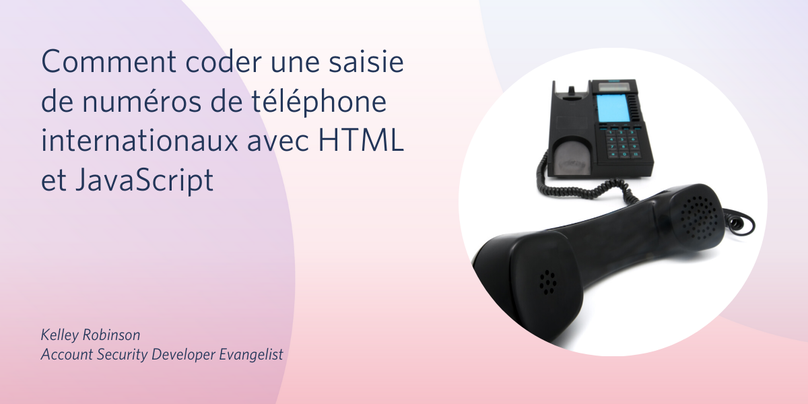 Comment coder une saisie
de numéros de téléphone
internationaux avec HTML
et JavaScript
Kelley Robinson
Account Security Developer Evangelist